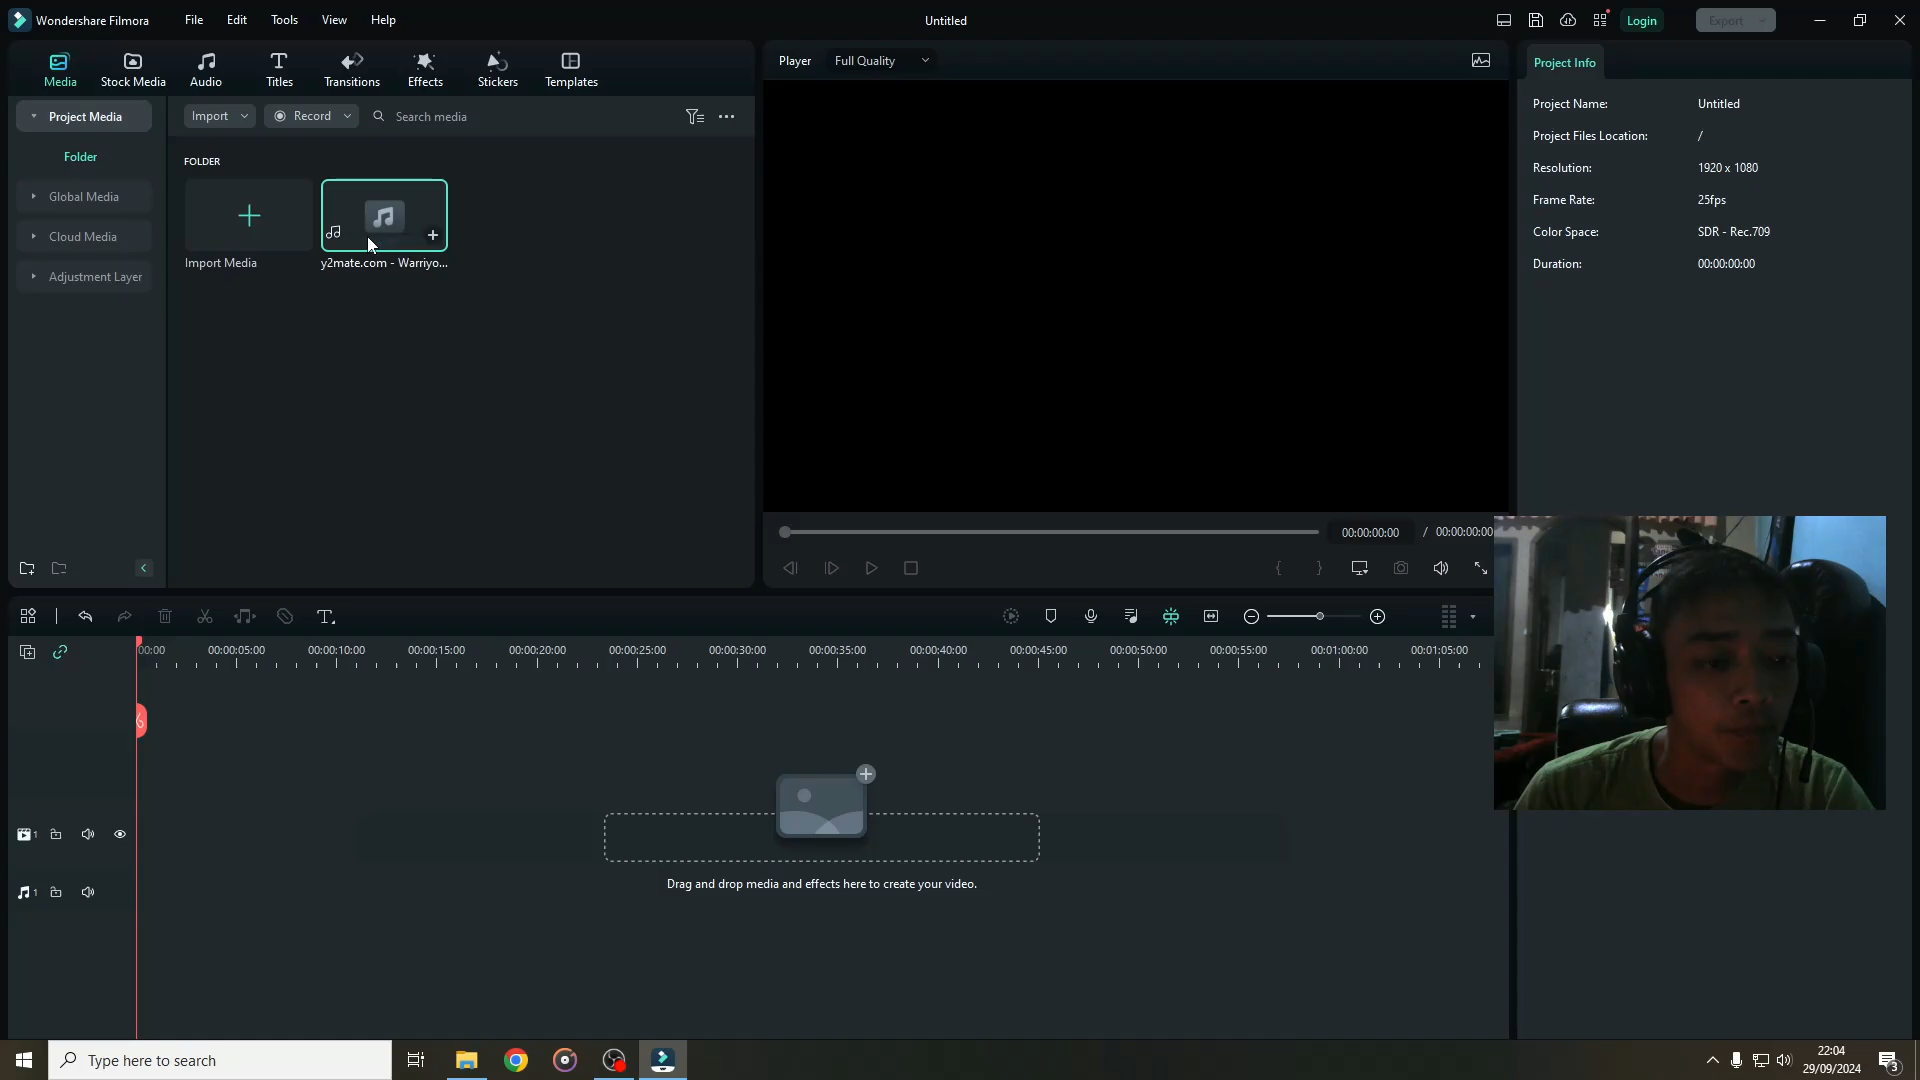 Wondershare Filmora
File
Edit
Tools
View
Help
Untitled
Login
Export
Media
Stock Media
Audio
Titles
Transitions
Effects
Stickers
Templates
Player
Full Quality
Project Info
Project Media
Folder
Global Media
Cloud Media
Adjustment Layer
Import
Record
Search media
FOLDER
Import Media
y2mate.com - Warriyo...
Project Name:
Untitled
Project Files Location:
/
Resolution:
1920 x 1080
Frame Rate:
25fps
Color Space:
SDR - Rec.709
Duration:
00:00:00:00
00:00:00:00
/
00:00:00:00
00:00
00:00:05:00
00:00:10:00
00:00:15:00
00:00:20:00
00:00:25:00
00:00:30:00
00:00:35:00
00:00:40:00
00:00:45:00
00:00:50:00
00:00:55:00
00:01:00:00
00:01:05:00
1
1
Drag and drop media and effects here to create your video.
Type here to search
22:04
29/09/2024
3